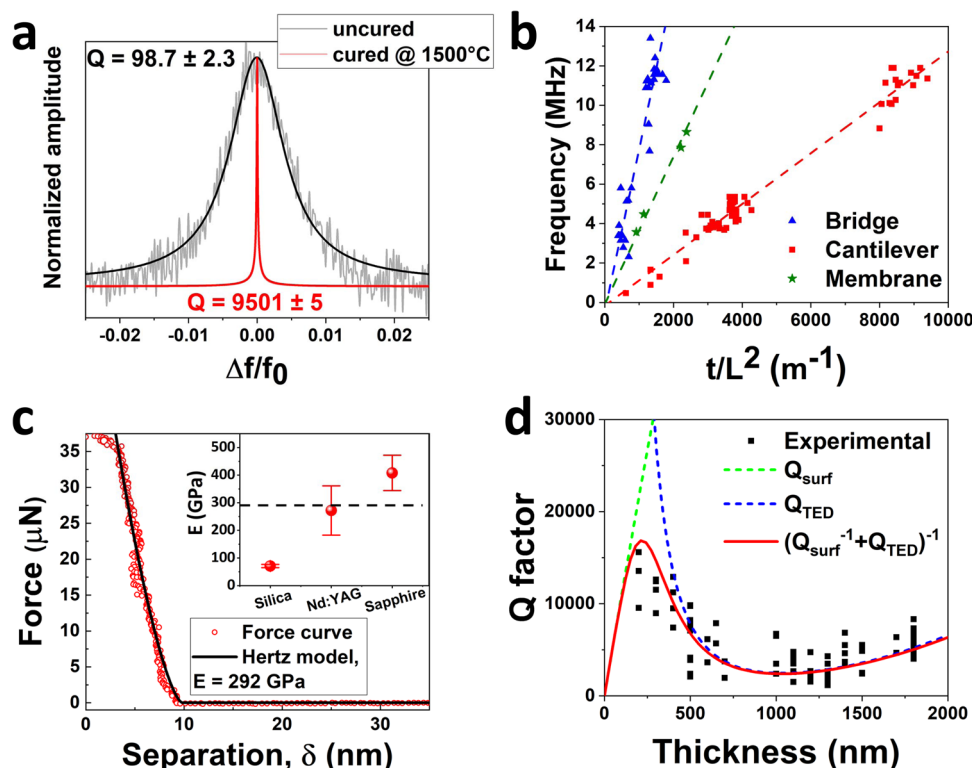 a
uncured
cured @ 1500°C
Q = 98.7 ± 2.3
Q = 9501 ± 5
Normalized amplitude
-0.02 -0.01 0.00 0.01 0.02
Δf/f0
b
Frequency (MHz)
14
12
10
8
6
4
2
0
Bridge
Cantilever
Membrane
0 2000 4000 6000 8000 10000
t/L² (m⁻¹)
c
Force (μN)
35
30
25
20
15
10
5
0
E (GPa)
500
400
300
200
100
0
Silica Nd:YAG Sapphire
Force curve
Hertz model,
E = 292 GPa
0 10 20 30
Separation, δ (nm)
d
Q factor
30000
20000
10000
0
Experimental
Qsurf
QTED
(Qsurf⁻¹+QTED)⁻¹
0 500 1000 1500 2000
Thickness (nm)